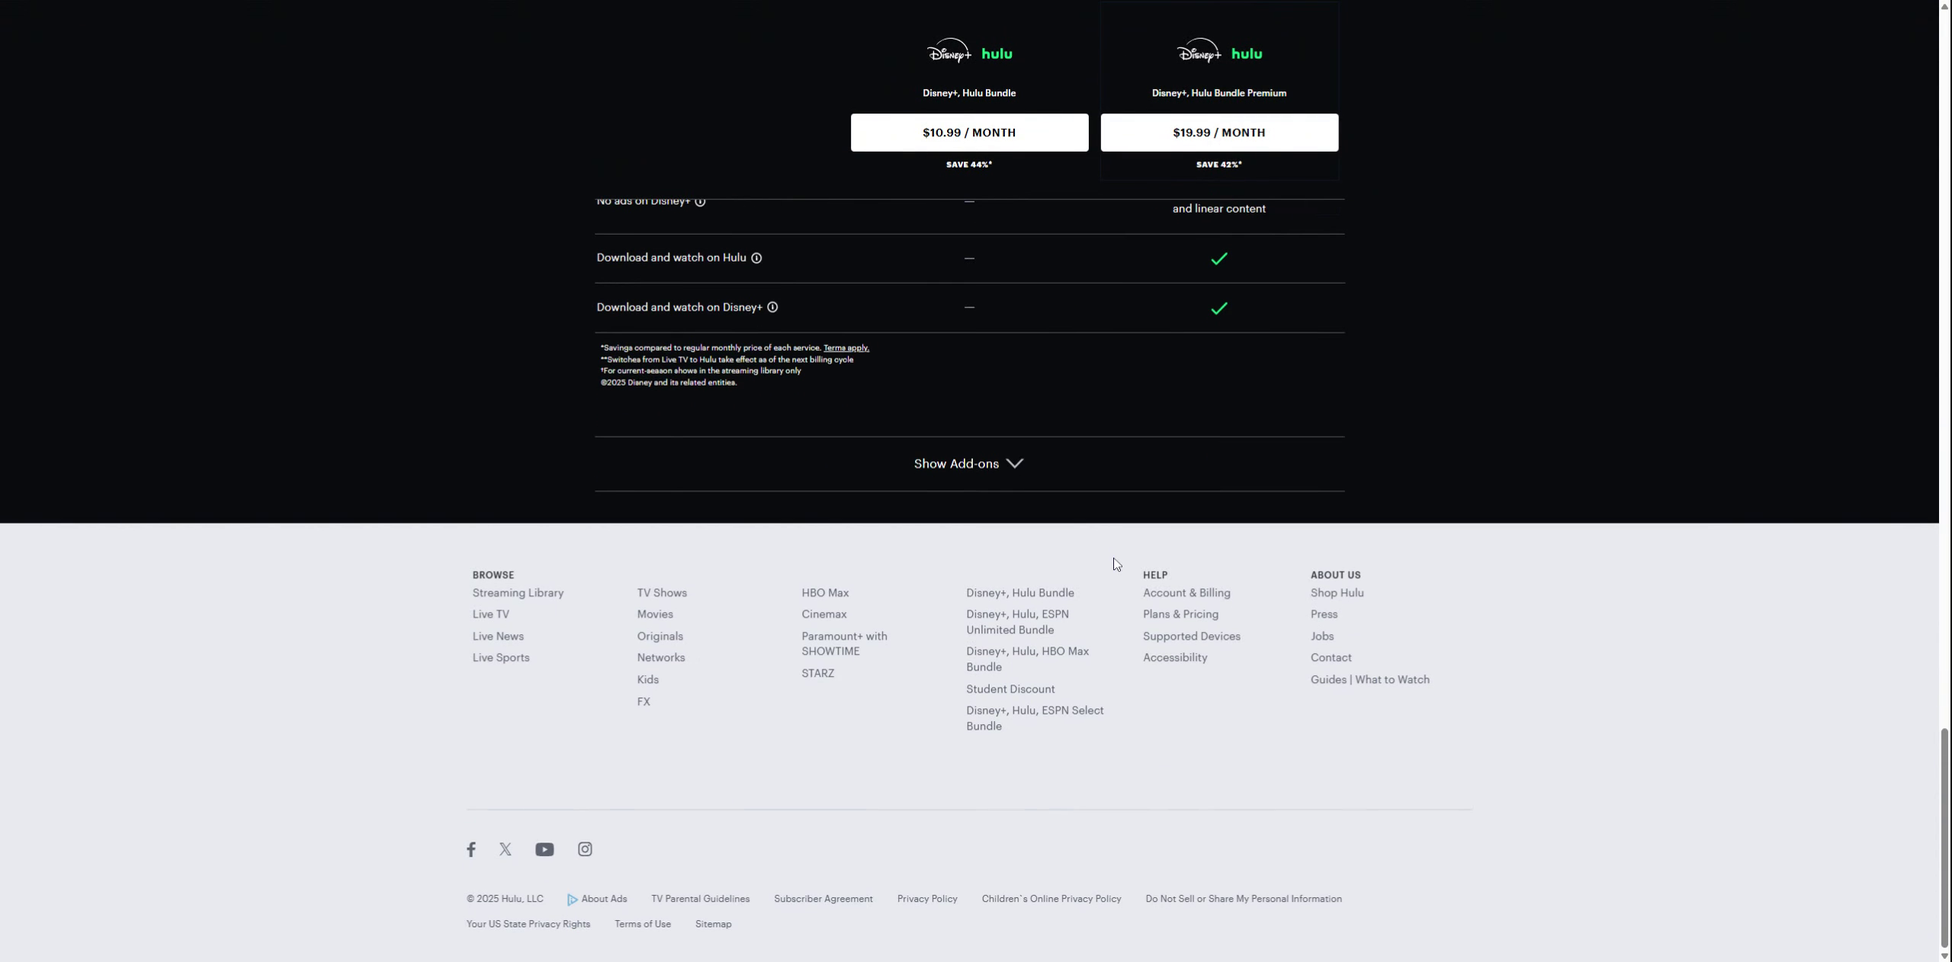 Disney+ hulu
Disney+ hulu
Disney+, Hulu Bundle
Disney+, Hulu Bundle Premium
$10.99 / MONTH
$19.99 / MONTH
SAVE 44%*
SAVE 42%*
No ads on Disney+
—
and linear content
Download and watch on Hulu
—
Download and watch on Disney+
—
*Savings compared to regular monthly price of each service. Terms apply.
**Switches from Live TV to Hulu take effect as of the next billing cycle
†For current-season shows in the streaming library only
©2025 Disney and its related entities.
Show Add-ons
BROWSE
Streaming Library
Live TV
Live News
Live Sports
TV Shows
Movies
Originals
Networks
Kids
FX
HBO Max
Cinemax
Paramount+ with
SHOWTIME
STARZ
Disney+, Hulu Bundle
Disney+, Hulu, ESPN
Unlimited Bundle
Disney+, Hulu, HBO Max
Bundle
Student Discount
Disney+, Hulu, ESPN Select
Bundle
HELP
Account & Billing
Plans & Pricing
Supported Devices
Accessibility
ABOUT US
Shop Hulu
Press
Jobs
Contact
Guides | What to Watch
© 2025 Hulu, LLC
About Ads
TV Parental Guidelines
Subscriber Agreement
Privacy Policy
Children`s Online Privacy Policy
Do Not Sell or Share My Personal Information
Your US State Privacy Rights
Terms of Use
Sitemap